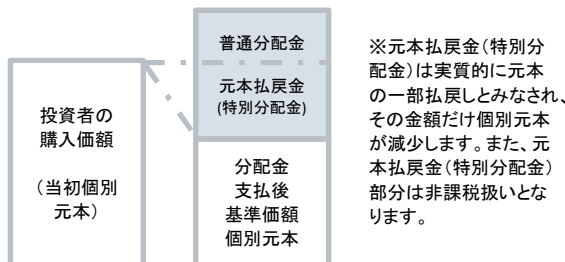 投資者の
購入価額
（当初個別
元本）
普通分配金
元本払戻金
(特別分配金)
分配金
支払後
基準価額
個別元本
※元本払戻金（特別分
配金）は実質的に元本
の一部払戻しとみなされ、
その金額だけ個別元本
が減少します。また、元
本払戻金（特別分配金）
部分は非課税扱いとな
ります。